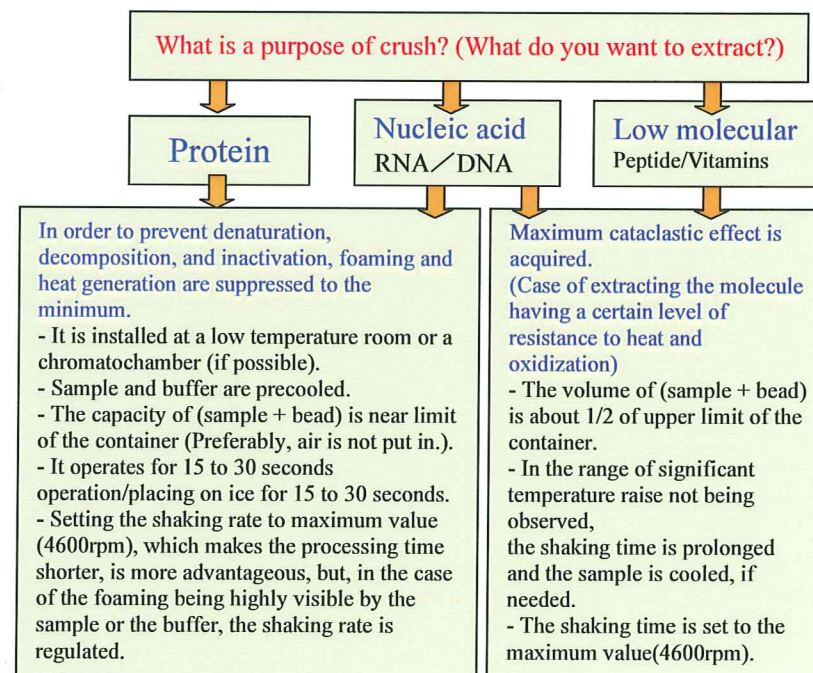 What is a purpose of crush? (What do you want to extract?)
Protein
Nucleic acid
RNA／DNA
Low molecular
Peptide/Vitamins
In order to prevent denaturation,
decomposition, and inactivation, foaming and
heat generation are suppressed to the
minimum.
- It is installed at a low temperature room or a
chromatochamber (if possible).
- Sample and buffer are precooled.
- The capacity of (sample + bead) is near limit
of the container (Preferably, air is not put in.).
- It operates for 15 to 30 seconds
operation/placing on ice for 15 to 30 seconds.
- Setting the shaking rate to maximum value
(4600rpm), which makes the processing time
shorter, is more advantageous, but, in the case
of the foaming being highly visible by the
sample or the buffer, the shaking rate is
regulated.
Maximum cataclastic effect is
acquired.
(Case of extracting the molecule
having a certain level of
resistance to heat and
oxidization)
- The volume of (sample + bead)
is about 1/2 of upper limit of the
container.
- In the range of significant
temperature raise not being
observed,
the shaking time is prolonged
and the sample is cooled, if
needed.
- The shaking time is set to the
maximum value(4600rpm).